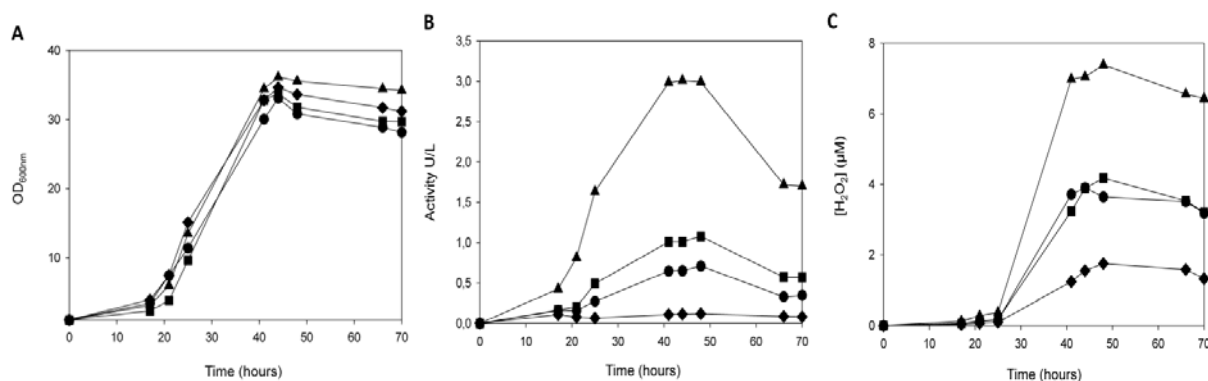 A
40
30
20
10
OD600nm
0 10 20 30 40 50 60 70
Time (hours)
B
3,5
3,0
2,5
2,0
1,5
1,0
0,5
0,0
Activity U/L
0 10 20 30 40 50 60 70
Time (hours)
C
8
6
4
2
0
[H₂O₂] (µM)
0 10 20 30 40 50 60 70
Time (hours)